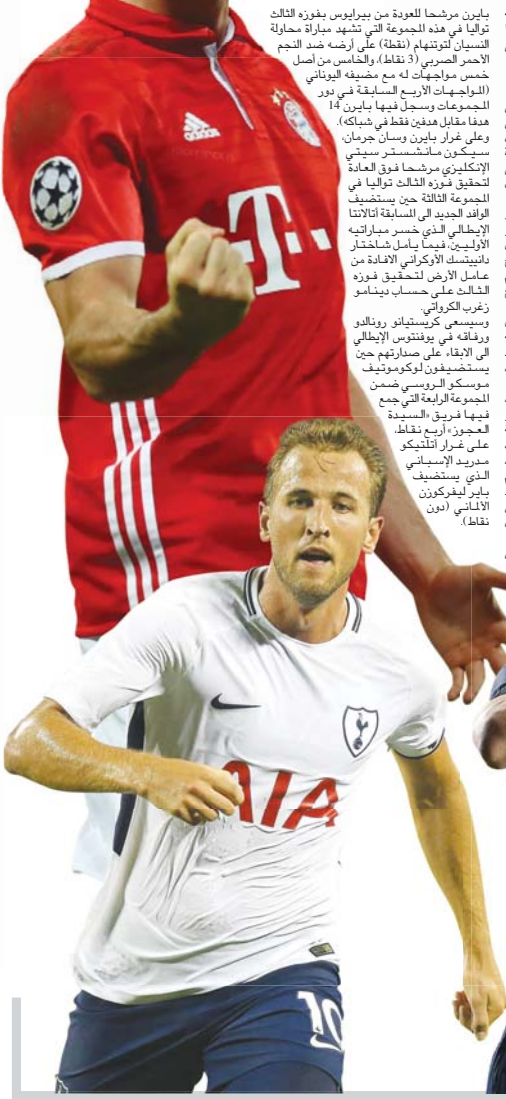 بايرن مرشحا للعودة من بيرايوس بفوزه الثالث
تواليا في هذه المجموعة التي تشهد مباراة محاولة
النسيان لتوتنهام (نقطة) على أرضه ضد النجم
الأحمر الصربي (3 نقاط)، والخامس من أصل
خمس مواجهات له مع مضيفه اليوناني
(المواجهات الأربع السابقة في دور
المجموعات وسجل فيها بايرن 14
هدفا مقابل هدفين فقط في شباكه).
وعلى غرار بايرن وسان جرمان،
سيكون مانشستر سيتي
الإنكليزي مرشحا فوق العادة
لتحقيق فوزه الثالث تواليا في
المجموعة الثالثة حين يستضيف
الوافد الجديد الى المسابقة أتالانتا
الإيطالي الذي خسر مباراتيه
الأوليين، فيما يأمل شاختار
دانييتسك الأوكراني الافادة من
عامل الأرض لتحقيق فوزه
الثالث على حساب دينامو
زغرب الكرواتي.
وسيسعى كريستيانو رونالدو
ورفاقه في يوفنتوس الإيطالي
الى الابقاء على صدارتهم حين
يستضيفون لوكوموتيف
موسكو الروسي ضمن
المجموعة الرابعة التي جمع
فيها فريق «السيدة
العجوز» أربع نقاط،
على غرار أتلتيكو
مدريد الإسباني
الذي يستضيف
باير ليفركوزن
الألماني (دون
نقاط).
adidas
T
AIA
10